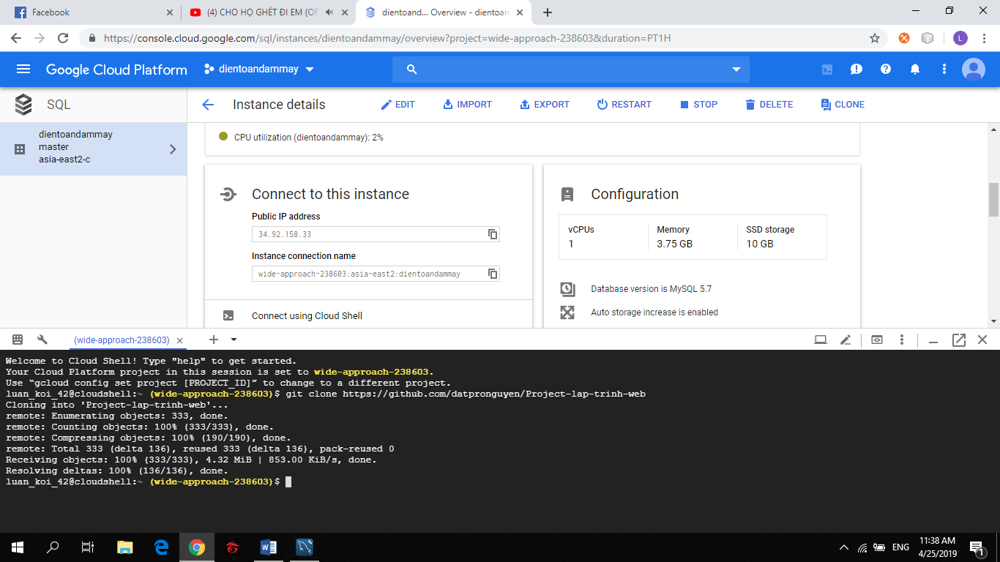 Facebook
(4) CHO HỌ GHÉT ĐI EM (OF
dientoand... Overview - dientoan
https://console.cloud.google.com/sql/instances/dientoandammay/overview?project=wide-approach-238603&duration=PT1H
L
Google Cloud Platform
dientoandammay
SQL
Instance details
EDIT
IMPORT
EXPORT
RESTART
STOP
DELETE
CLONE
dientoandammay
master
asia-east2-c
CPU utilization (dientoandammay): 2%
Connect to this instance
Public IP address
34.92.158.33
Instance connection name
wide-approach-238603:asia-east2:dientoandammay
Connect using Cloud Shell
Configuration
vCPUs
1
Memory
3.75 GB
SSD storage
10 GB
Database version is MySQL 5.7
Auto storage increase is enabled
(wide-approach-238603)
Welcome to Cloud Shell! Type "help" to get started.
Your Cloud Platform project in this session is set to wide-approach-238603.
Use “gcloud config set project [PROJECT_ID]” to change to a different project.
luan_koi_42@cloudshell:~ (wide-approach-238603)$ git clone https://github.com/datpronguyen/Project-lap-trinh-web
Cloning into 'Project-lap-trinh-web'...
remote: Enumerating objects: 333, done.
remote: Counting objects: 100% (333/333), done.
remote: Compressing objects: 100% (190/190), done.
remote: Total 333 (delta 136), reused 333 (delta 136), pack-reused 0
Receiving objects: 100% (333/333), 4.32 MiB | 853.00 KiB/s, done.
Resolving deltas: 100% (136/136), done.
luan_koi_42@cloudshell:~ (wide-approach-238603)$
ENG
11:38 AM
4/25/2019
1